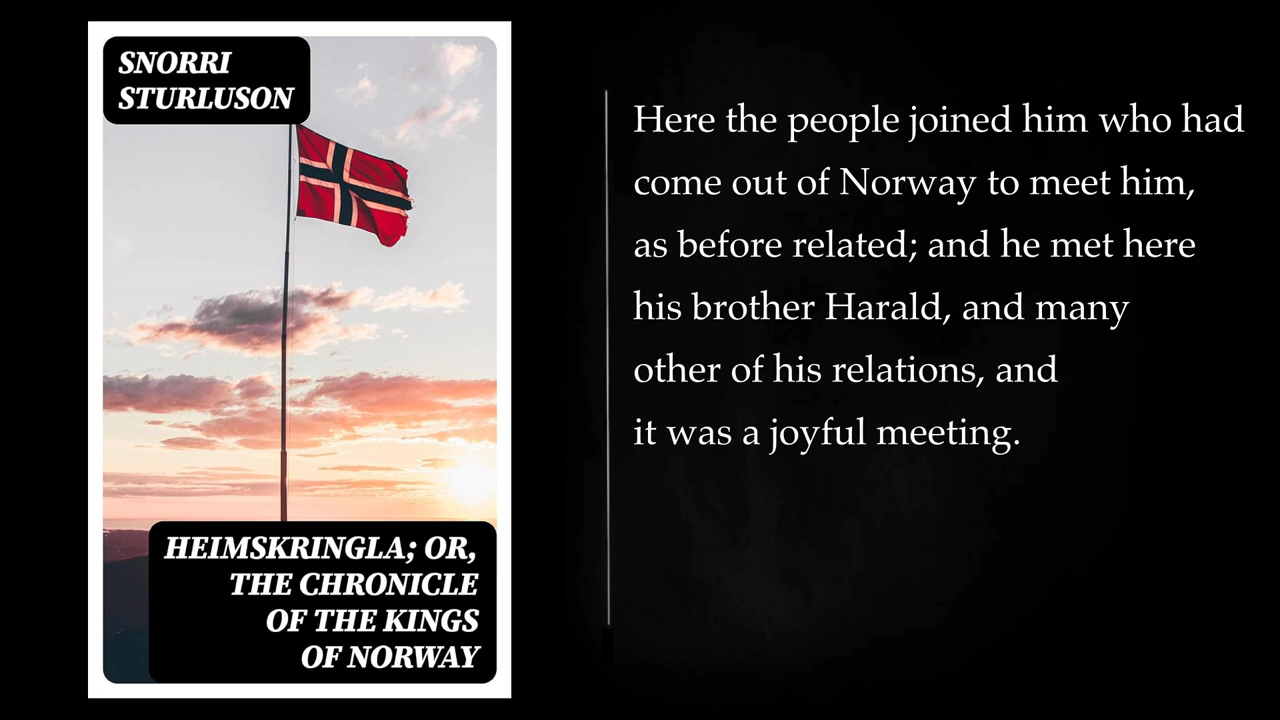 SNORRI
STURLUSON
HEIMSKRINGLA; OR,
THE CHRONICLE
OF THE KINGS
OF NORWAY
Here the people joined him who had
come out of Norway to meet him,
as before related; and he met here
his brother Harald, and many
other of his relations, and
it was a joyful meeting.